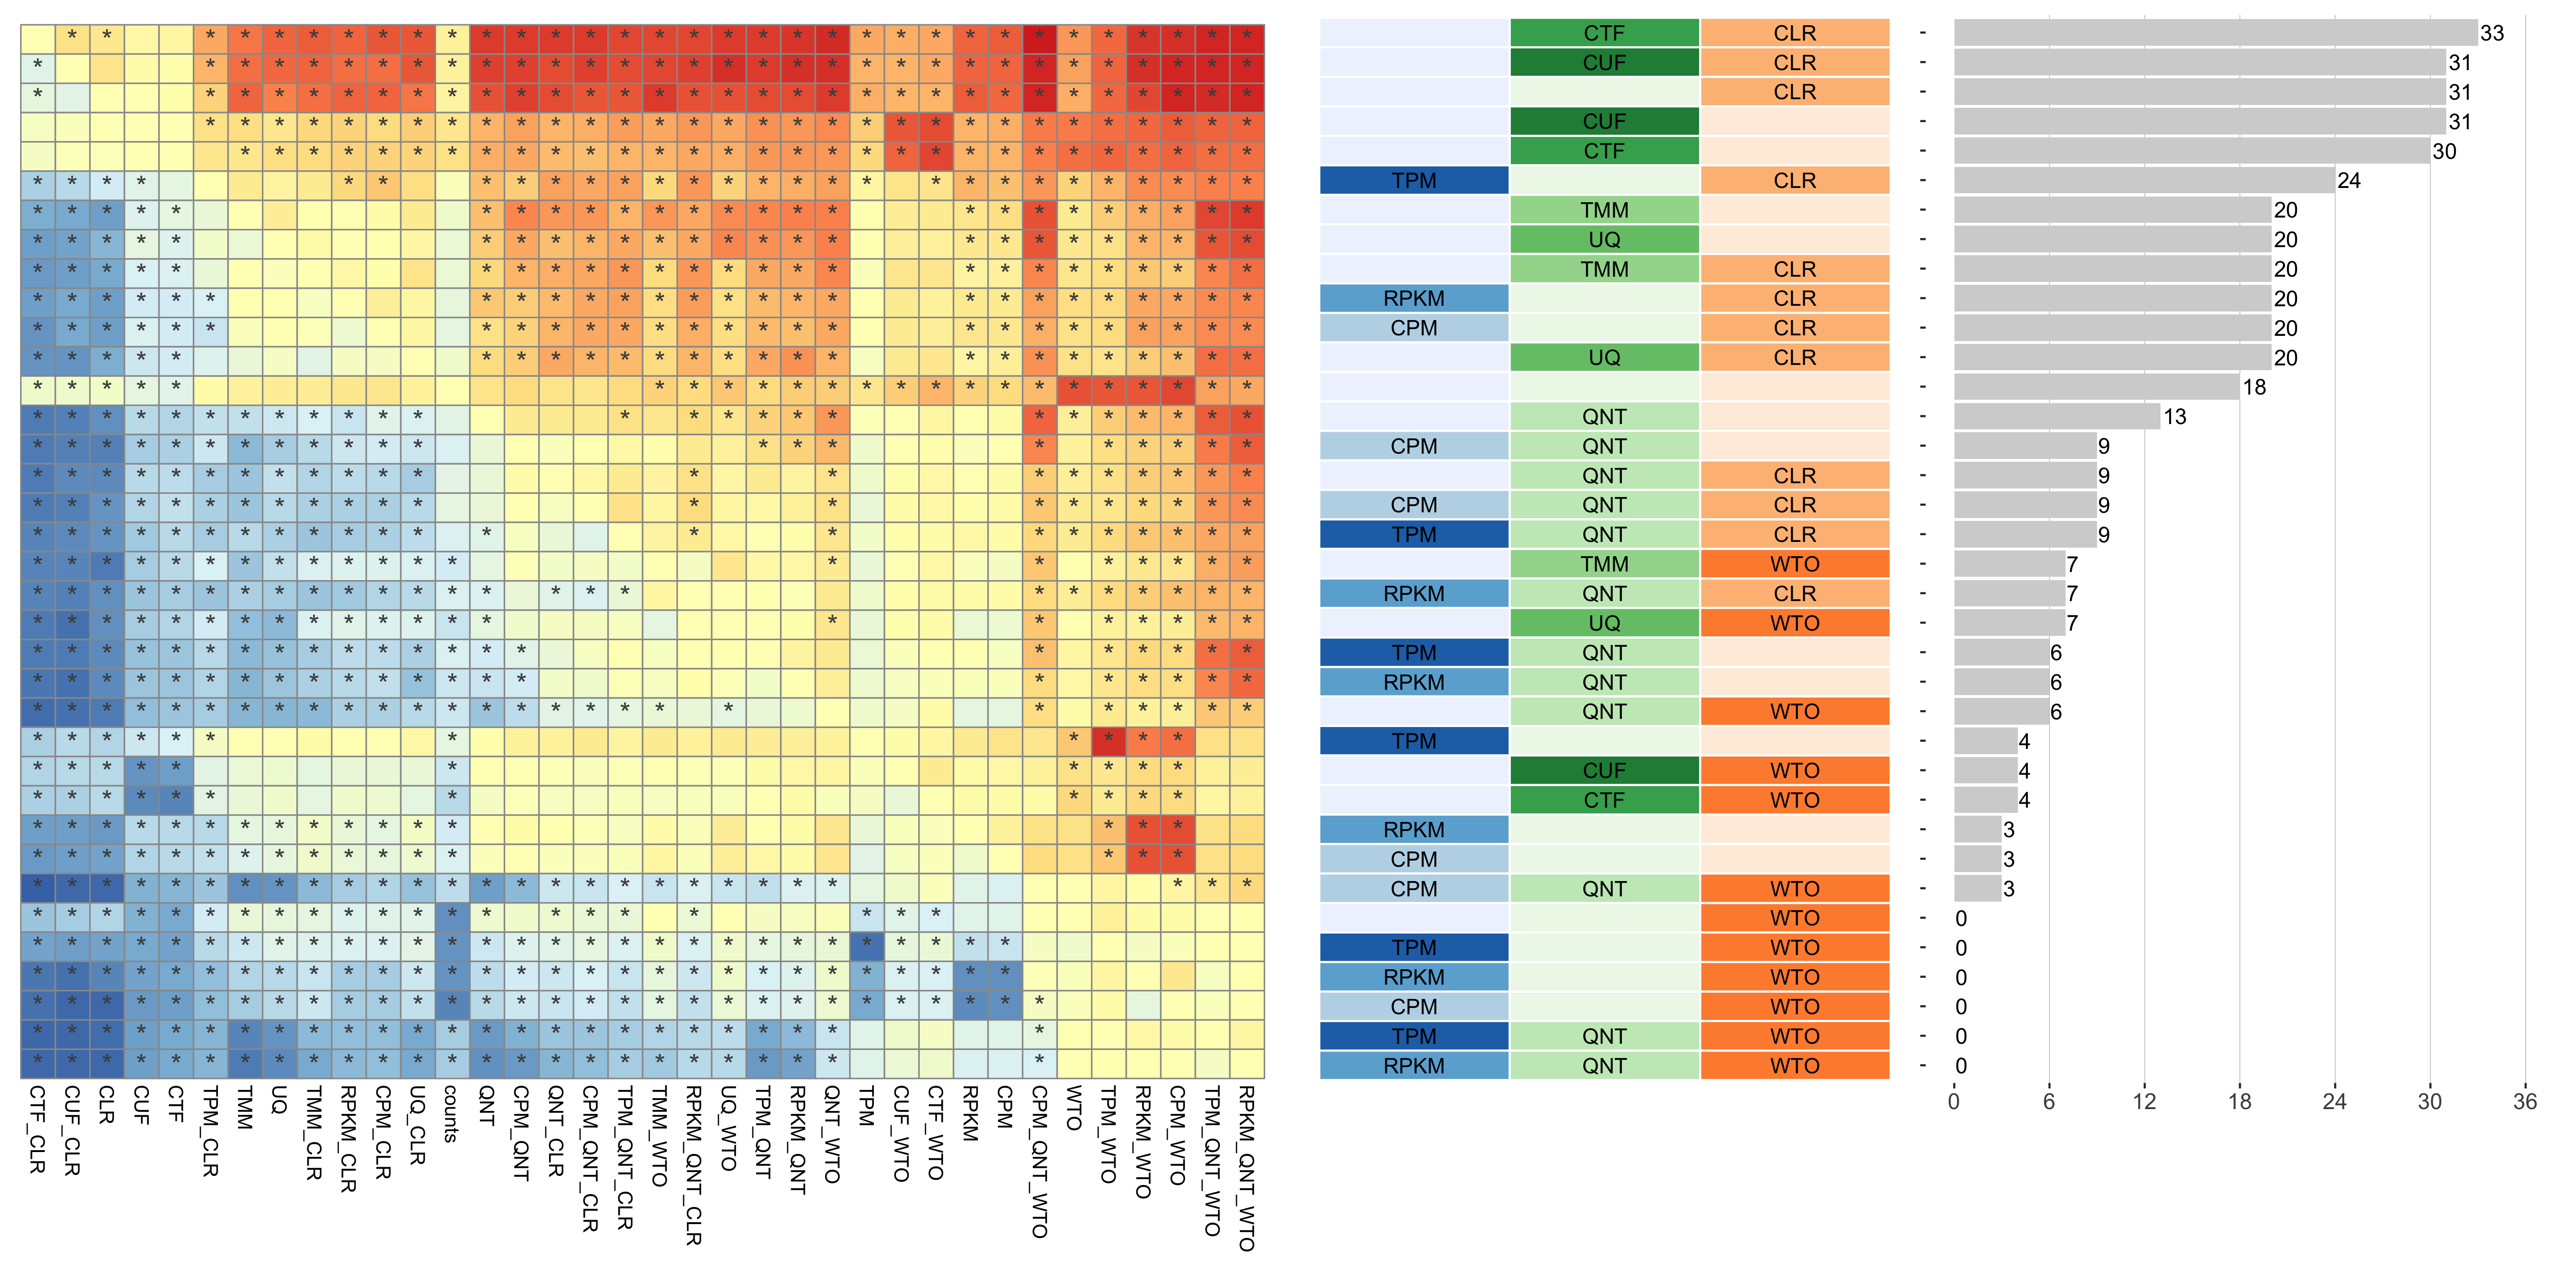 CTF CLR - 33
CUF CLR - 31
CLR - 31
CUF - 31
CTF - 30
TPM CLR - 24
TMM - 20
UQ - 20
TMM CLR - 20
RPKM CLR - 20
CPM CLR - 20
UQ CLR - 20
- 18
QNT - 13
CPM QNT - 9
QNT CLR - 9
CPM QNT CLR - 9
TPM QNT CLR - 9
TMM WTO - 7
RPKM QNT CLR - 7
UQ WTO - 7
TPM QNT - 6
RPKM QNT - 6
QNT WTO - 6
TPM - 4
CUF WTO - 4
CTF WTO - 4
RPKM - 3
CPM - 3
CPM QNT WTO - 3
WTO - 0
TPM WTO - 0
RPKM WTO - 0
CPM WTO - 0
TPM QNT WTO - 0
RPKM QNT WTO - 0
CTF_CLR
CUF_CLR
CLR
CUF
CTF
TPM_CLR
TMM
UQ
TMM_CLR
RPKM_CLR
CPM_CLR
UQ_CLR
counts
QNT
CPM_QNT
QNT_CLR
CPM_QNT_CLR
TPM_QNT_CLR
TMM_WTO
RPKM_QNT_CLR
UQ_WTO
TPM_QNT
RPKM_QNT
QNT_WTO
TPM
CUF_WTO
CTF_WTO
RPKM
CPM
CPM_QNT_WTO
WTO
TPM_WTO
RPKM_WTO
CPM_WTO
TPM_QNT_WTO
RPKM_QNT_WTO
0 6 12 18 24 30 36